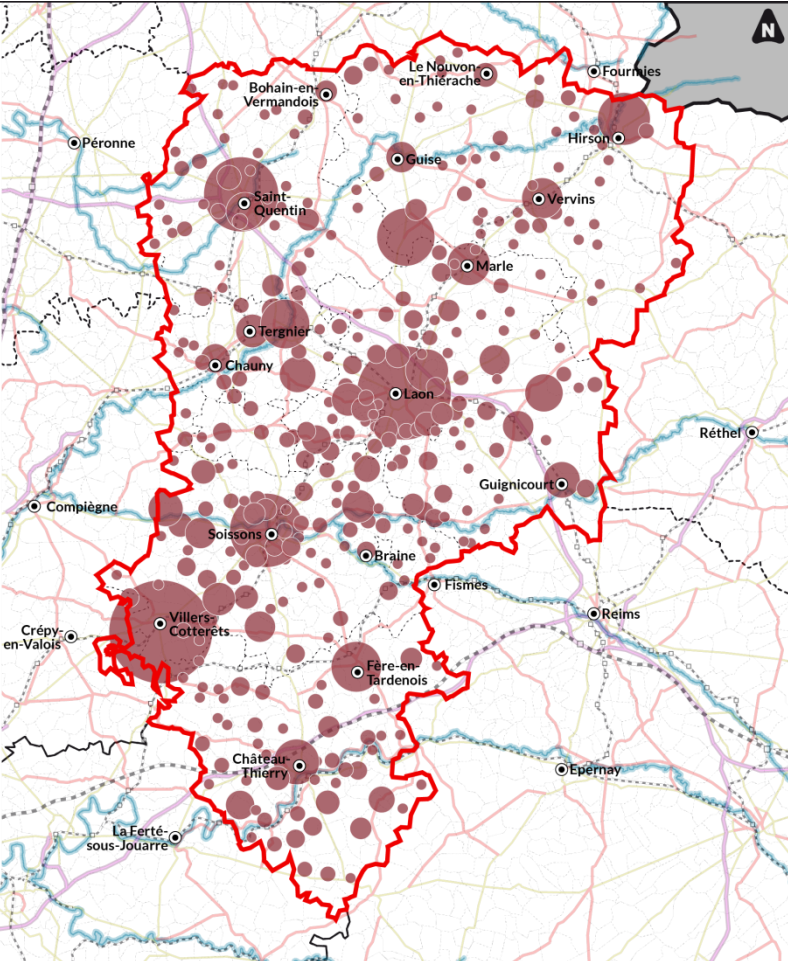 N
Le Nouvon-
en-Thiérache
Fourmies
Bohain-en-
Vermandois
Hirson
Péronne
Guise
Saint-
Quentin
Vervins
Marle
Tergnier
Chauny
Laon
Réthel
Guignicourt
Compiègne
Soissons
Braine
Fismes
Villers-
Cotterêts
Reims
Crépy-
en-Valois
Fère-en-
Tardenois
Château-
Thierry
Epernay
La Ferté-
sous-Jouarre